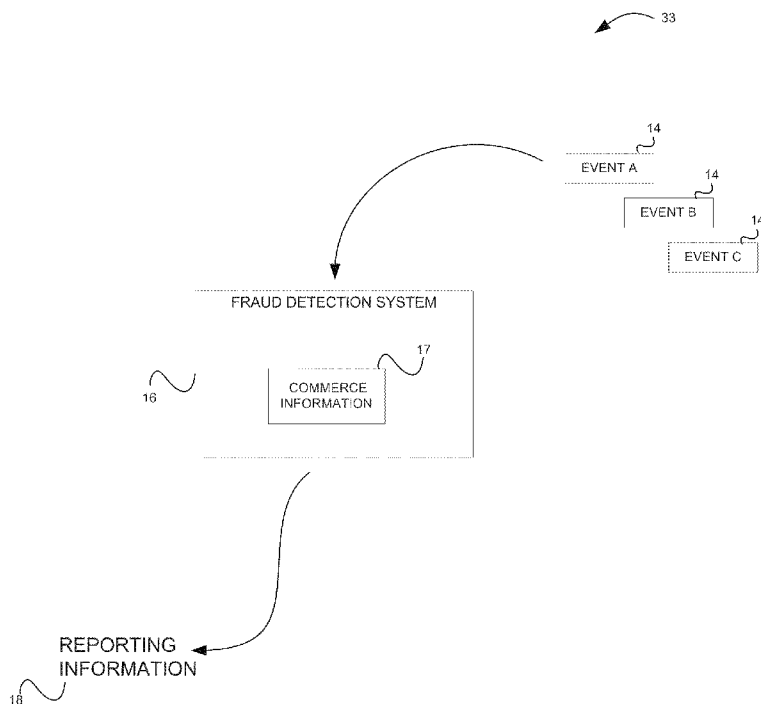 33
14
EVENT A
14
EVENT B
14
EVENT C
FRAUD DETECTION SYSTEM
17
COMMERCE
INFORMATION
16
REPORTING
INFORMATION
18